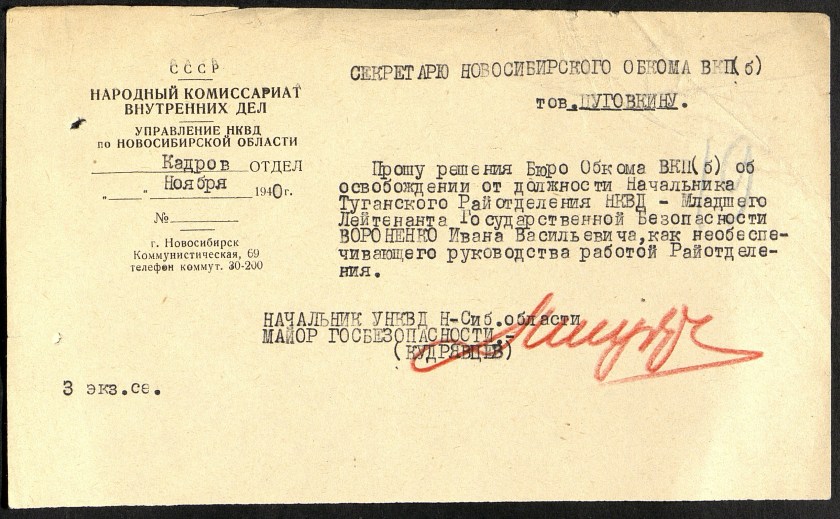 СССР
НАРОДНЫЙ КОМИССАРИАТ
ВНУТРЕННИХ ДЕЛ
УПРАВЛЕНИЕ НКВД
по НОВОСИБИРСКОЙ ОБЛАСТИ
Кадров ОТДЕЛ
„ “ Ноября 1940 г.
№
г. Новосибирск
Коммунистическая, 69
телефон коммут. 30-200
СЕКРЕТАРЮ НОВОСИБИРСКОГО ОБКОМА ВКП(б)
тов.ПУГОВКИНУ.
Прошу решения Бюро Обкома ВКП(б) об
освобождении от должности Начальника
Туганского Райотделения НКВД - Младшего
Лейтенанта Государственной Безопасности
ВОРОНЕНКО Ивана Васильевича,как необеспе-
чивающего руководства работой Райотделе-
ния.
НАЧАЛЬНИК УНКВД Н-Сиб.области
МАЙОР ГОСБЕЗОПАСНОСТИ.-
(КУДРЯВЦЕВ)
3 экз.се.